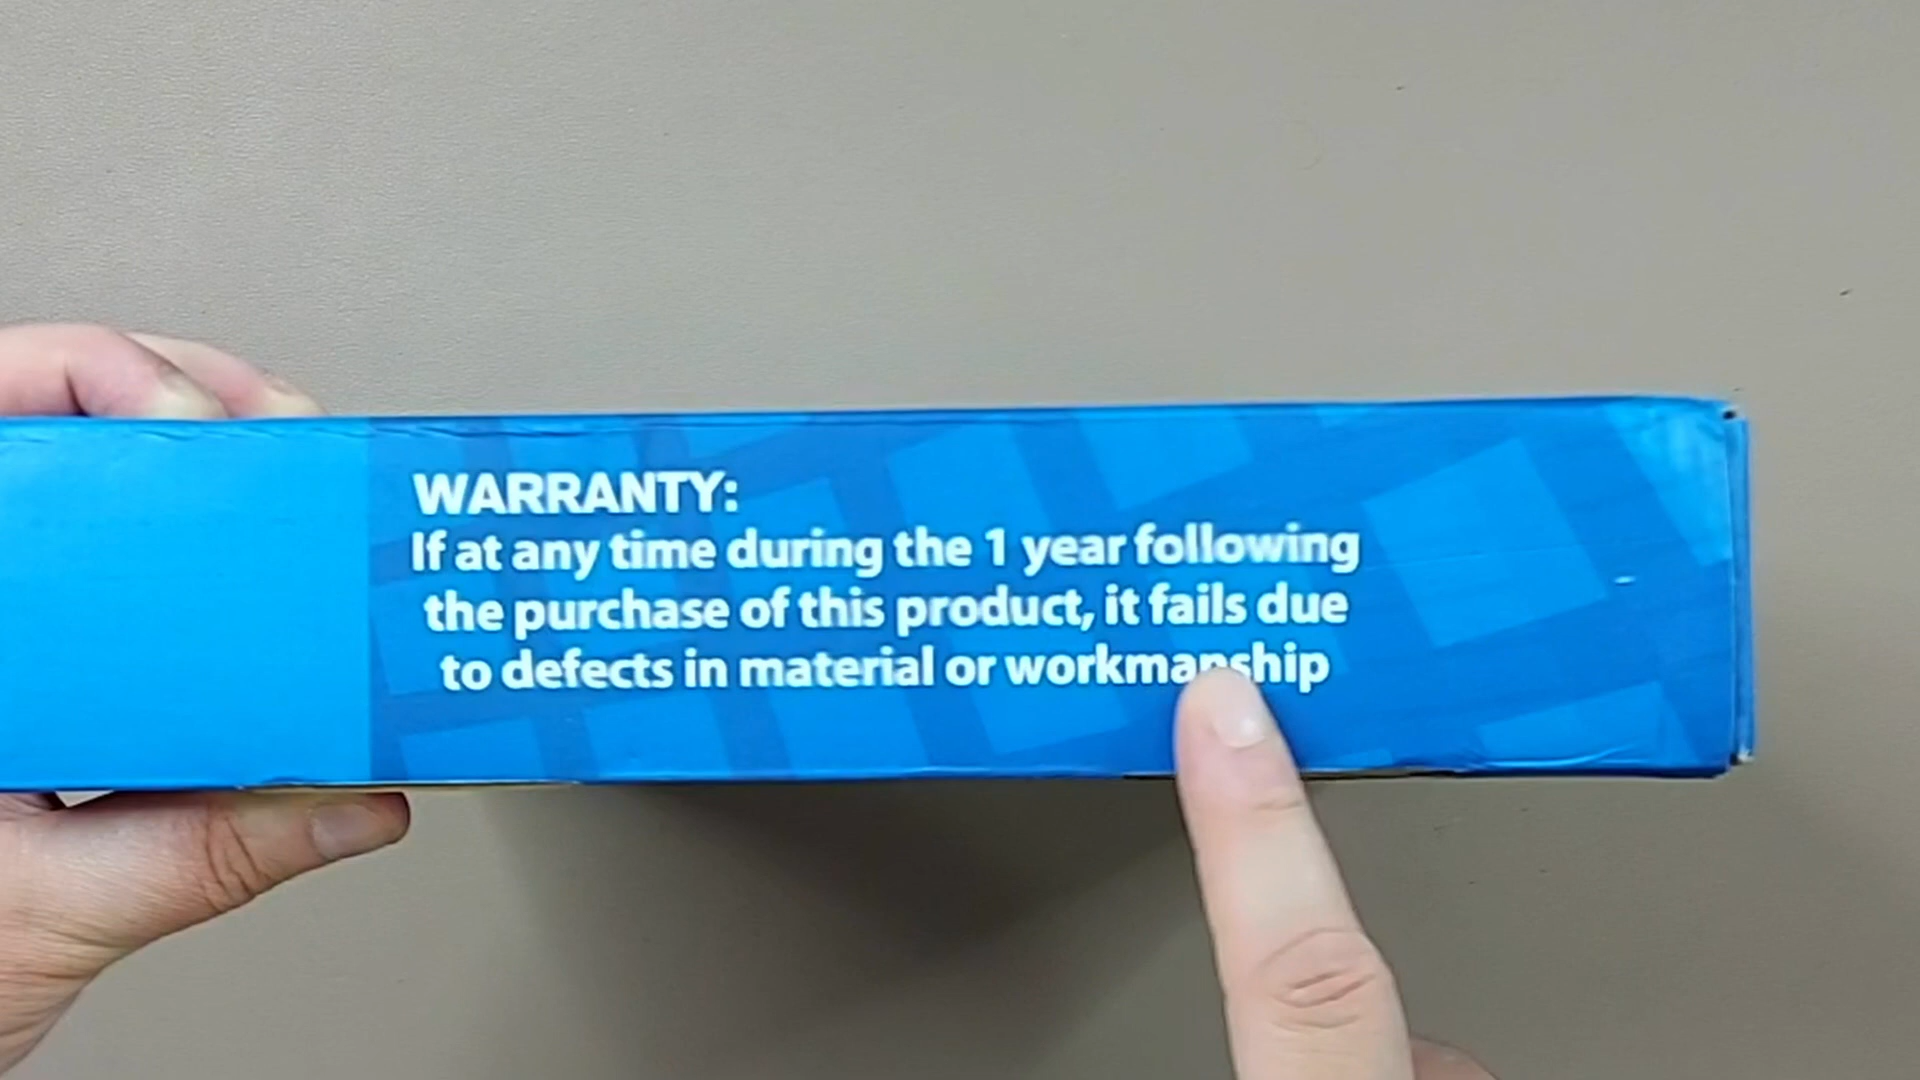 WARRANTY:
If at any time during the 1 year following
the purchase of this product, it fails due
to defects in material or workmanship